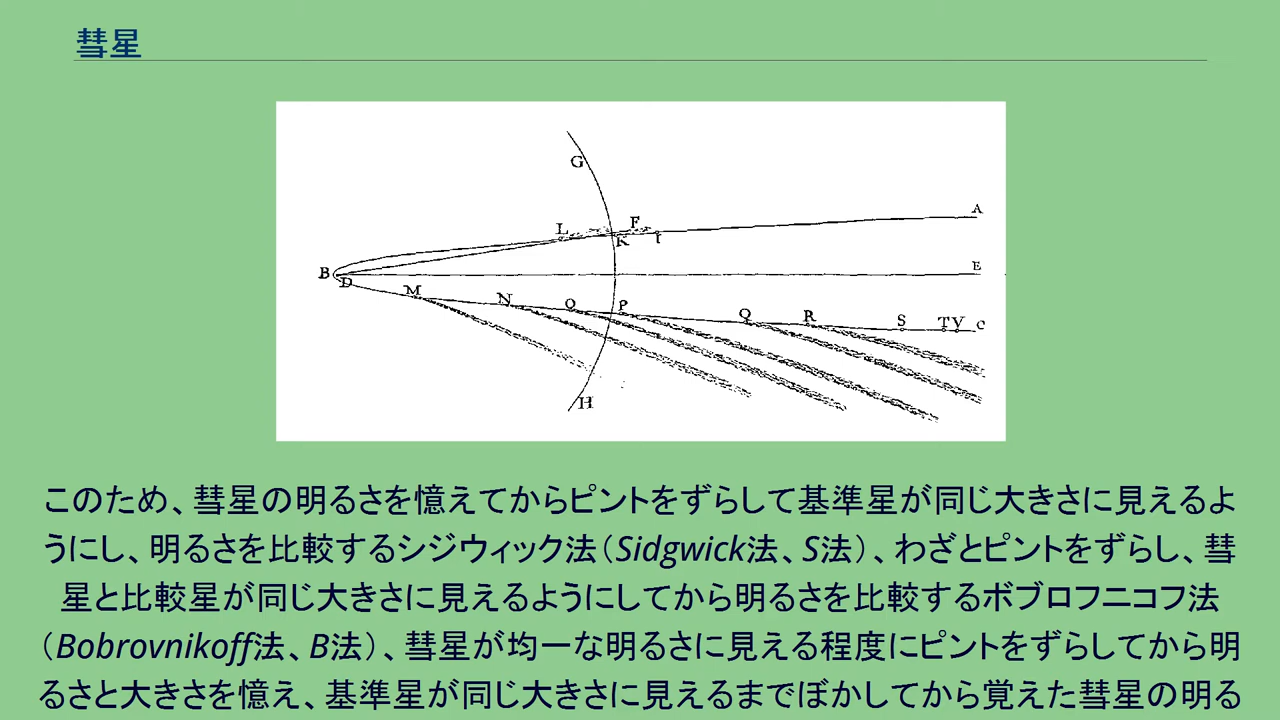 彗星
G
A
L F
K I
B E
D
M N O P Q R S T V C
H
このため、彗星の明るさを憶えてからピントをずらして基準星が同じ大きさに見えるよ
うにし、明るさを比較するシジウィック法（Sidgwick法、S法）、わざとピントをずらし、彗
星と比較星が同じ大きさに見えるようにしてから明るさを比較するボブロフニコフ法
（Bobrovnikoff法、B法）、彗星が均一な明るさに見える程度にピントをずらしてから明
るさと大きさを憶え、基準星が同じ大きさに見えるまでぼかしてから覚えた彗星の明る